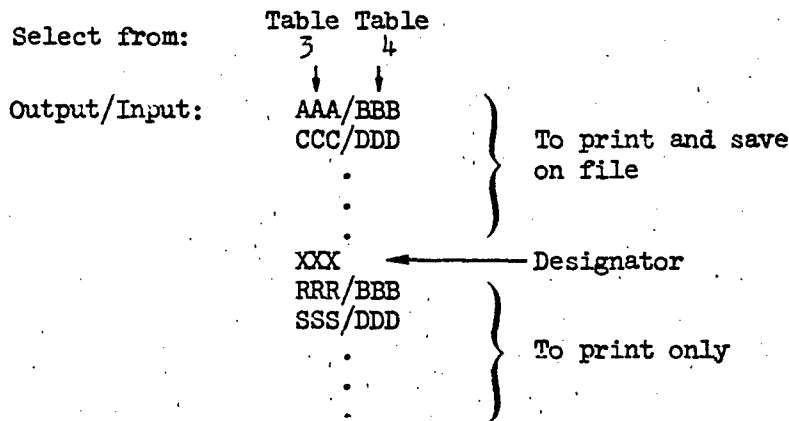 Select from: Table Table
3 4
Output/Input: AAA/BBB
CCC/DDD
To print and save
on file
XXX Designator
RRR/BBB
SSS/DDD
To print only